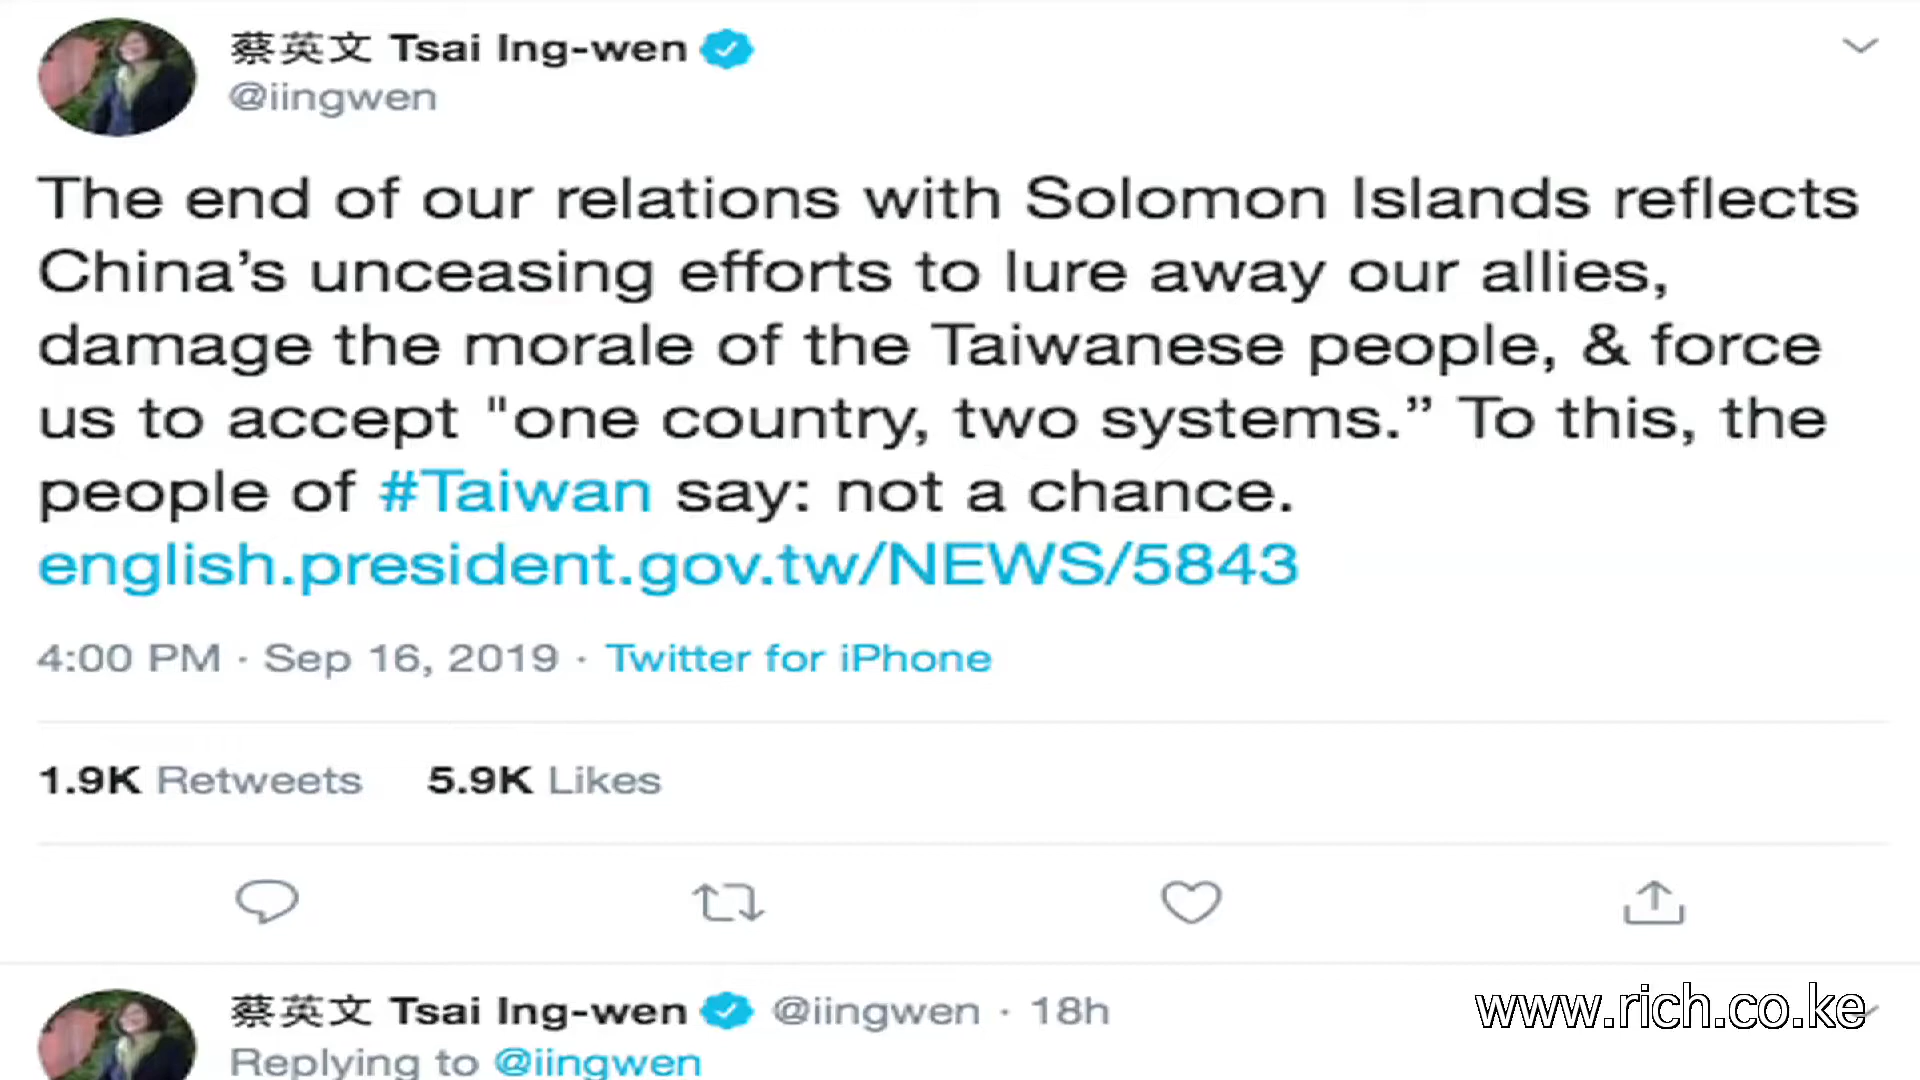 蔡英文 Tsai Ing-wen
@iingwen
The end of our relations with Solomon Islands reflects
China’s unceasing efforts to lure away our allies,
damage the morale of the Taiwanese people, & force
us to accept "one country, two systems.” To this, the
people of #Taiwan say: not a chance.
english.president.gov.tw/NEWS/5843
4:00 PM · Sep 16, 2019 · Twitter for iPhone
1.9K Retweets 5.9K Likes
蔡英文 Tsai Ing-wen @iingwen · 18h
Replying to @iingwen
www.rich.co.ke